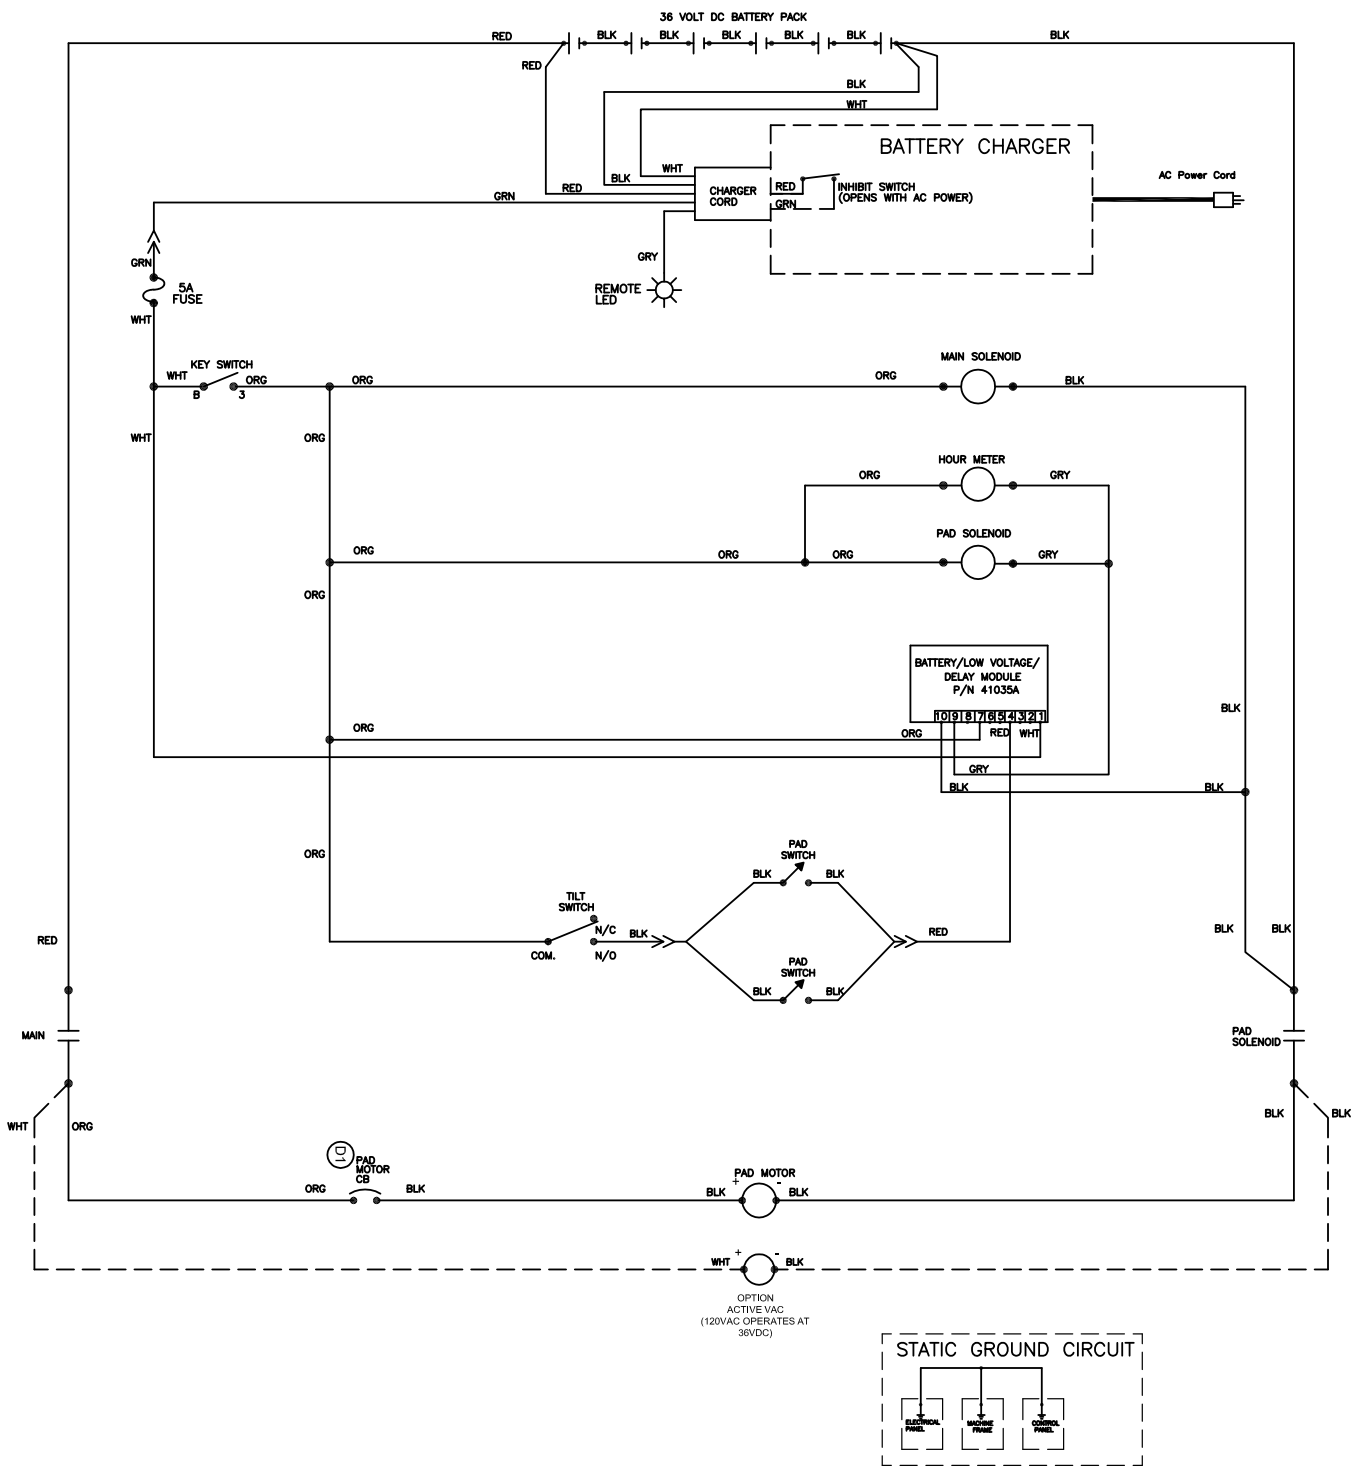 36 VOLT DC BATTERY PACK
RED
BLK
BLK
BLK
BLK
BLK
BLK
RED
BLK
WHT
BATTERY CHARGER
WHT
BLK
RED
GRN
CHARGER
CORD
RED
GRN
INHIBIT SWITCH
(OPENS WITH AC POWER)
AC Power Cord
GRN
5A
FUSE
WHT
GRY
REMOTE
LED
KEY SWITCH
WHT
B
3
ORG
ORG
ORG
MAIN SOLENOID
BLK
WHT
ORG
HOUR METER
ORG
GRY
PAD SOLENOID
ORG
ORG
ORG
GRY
ORG
BATTERY/LOW VOLTAGE/
DELAY MODULE
P/N 41035A
10 9 8 7 6 5 4 3 2 1
BLK
ORG
ORG
RED
WHT
GRY
BLK
BLK
ORG
PAD
SWITCH
BLK
BLK
TILT
SWITCH
N/C
COM.
N/O
BLK
RED
PAD
SWITCH
BLK
BLK
RED
BLK
BLK
MAIN
PAD
SOLENOID
WHT
ORG
BLK
BLK
D1
PAD
MOTOR
CB
ORG
BLK
PAD MOTOR
BLK
+
-
BLK
WHT
+
-
BLK
OPTION
ACTIVE VAC
(120VAC OPERATES AT
36VDC)
STATIC GROUND CIRCUIT
ELECTRICAL
PANEL
MACHINE
FRAME
CONTROL
PANEL